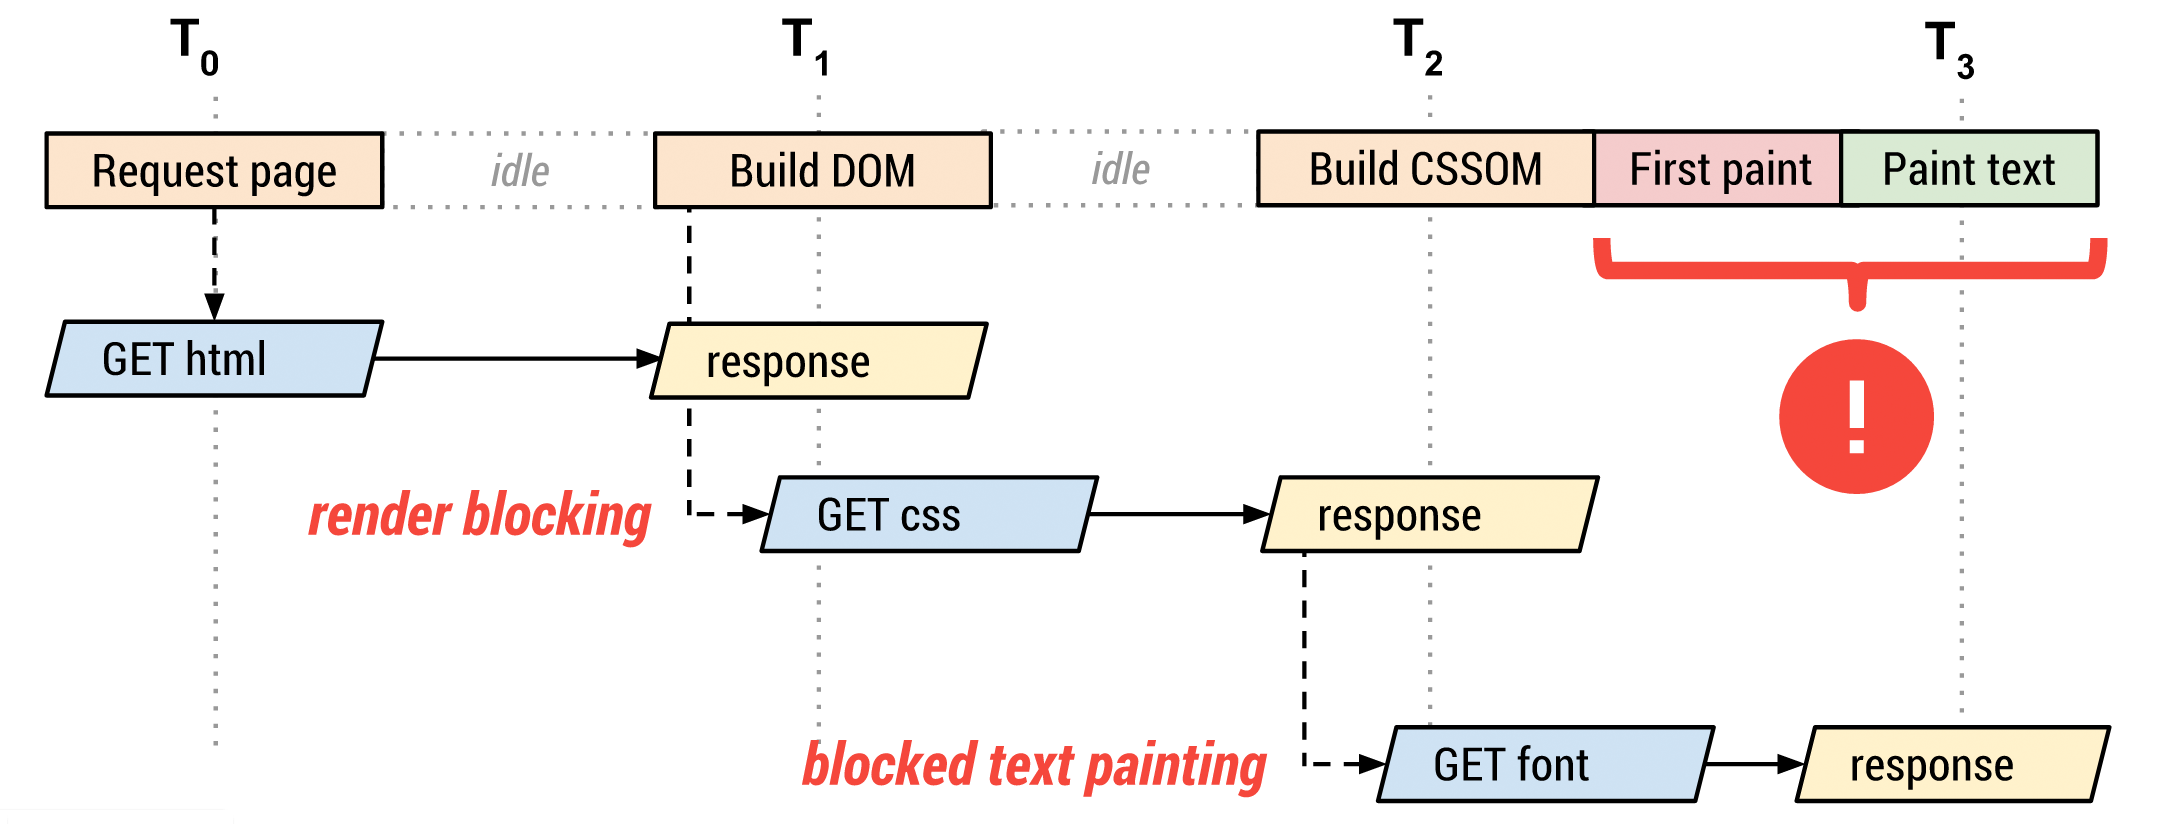 T0 T1 T2 T3
Request page idle Build DOM idle Build CSSOM First paint Paint text
GET html response
!
render blocking GET css response
blocked text painting GET font response